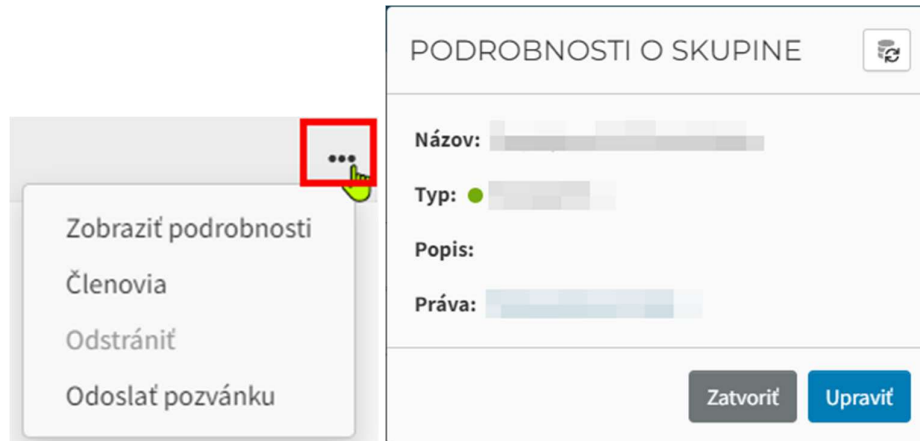 •••
Zobraziť podrobnosti
Členovia
Odstrániť
Odoslať pozvánku
PODROBNOSTI O SKUPINE
Názov:
Typ:
Popis:
Práva:
Zatvoriť Upraviť